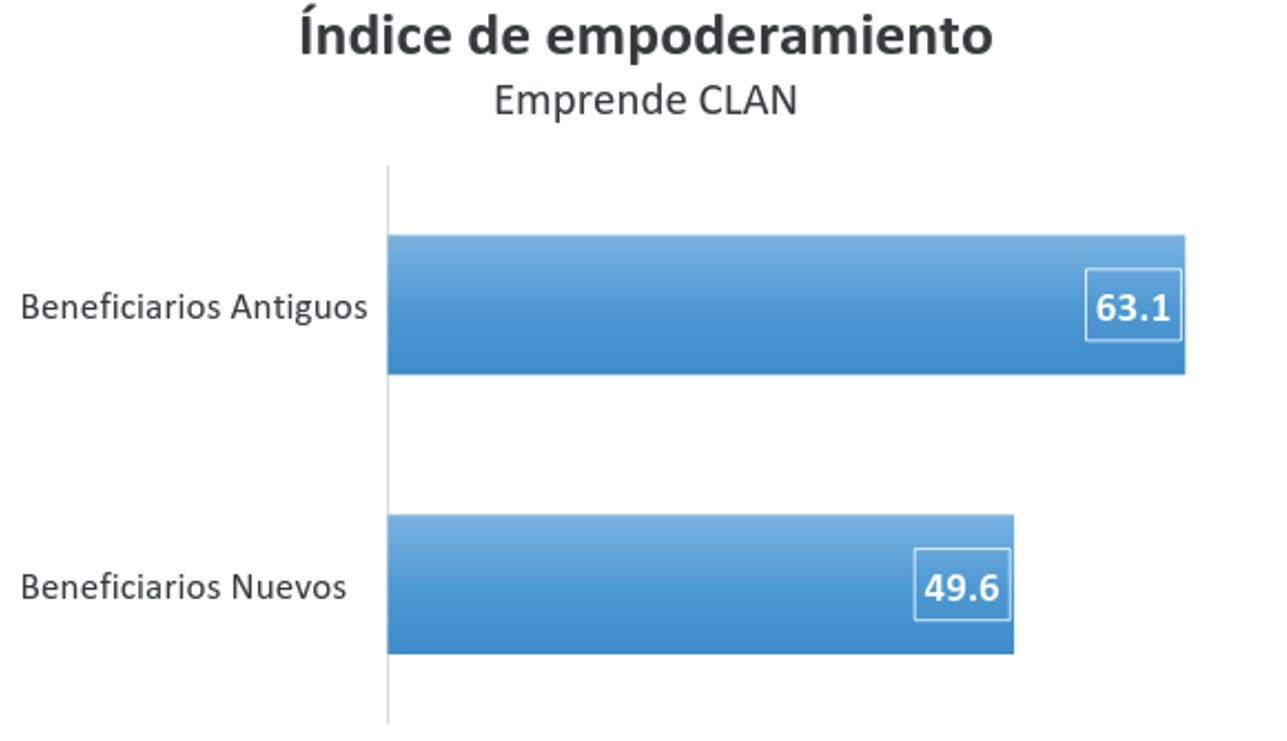 Índice de empoderamiento
Emprende CLAN
Beneficiarios Antiguos
63.1
Beneficiarios Nuevos
49.6